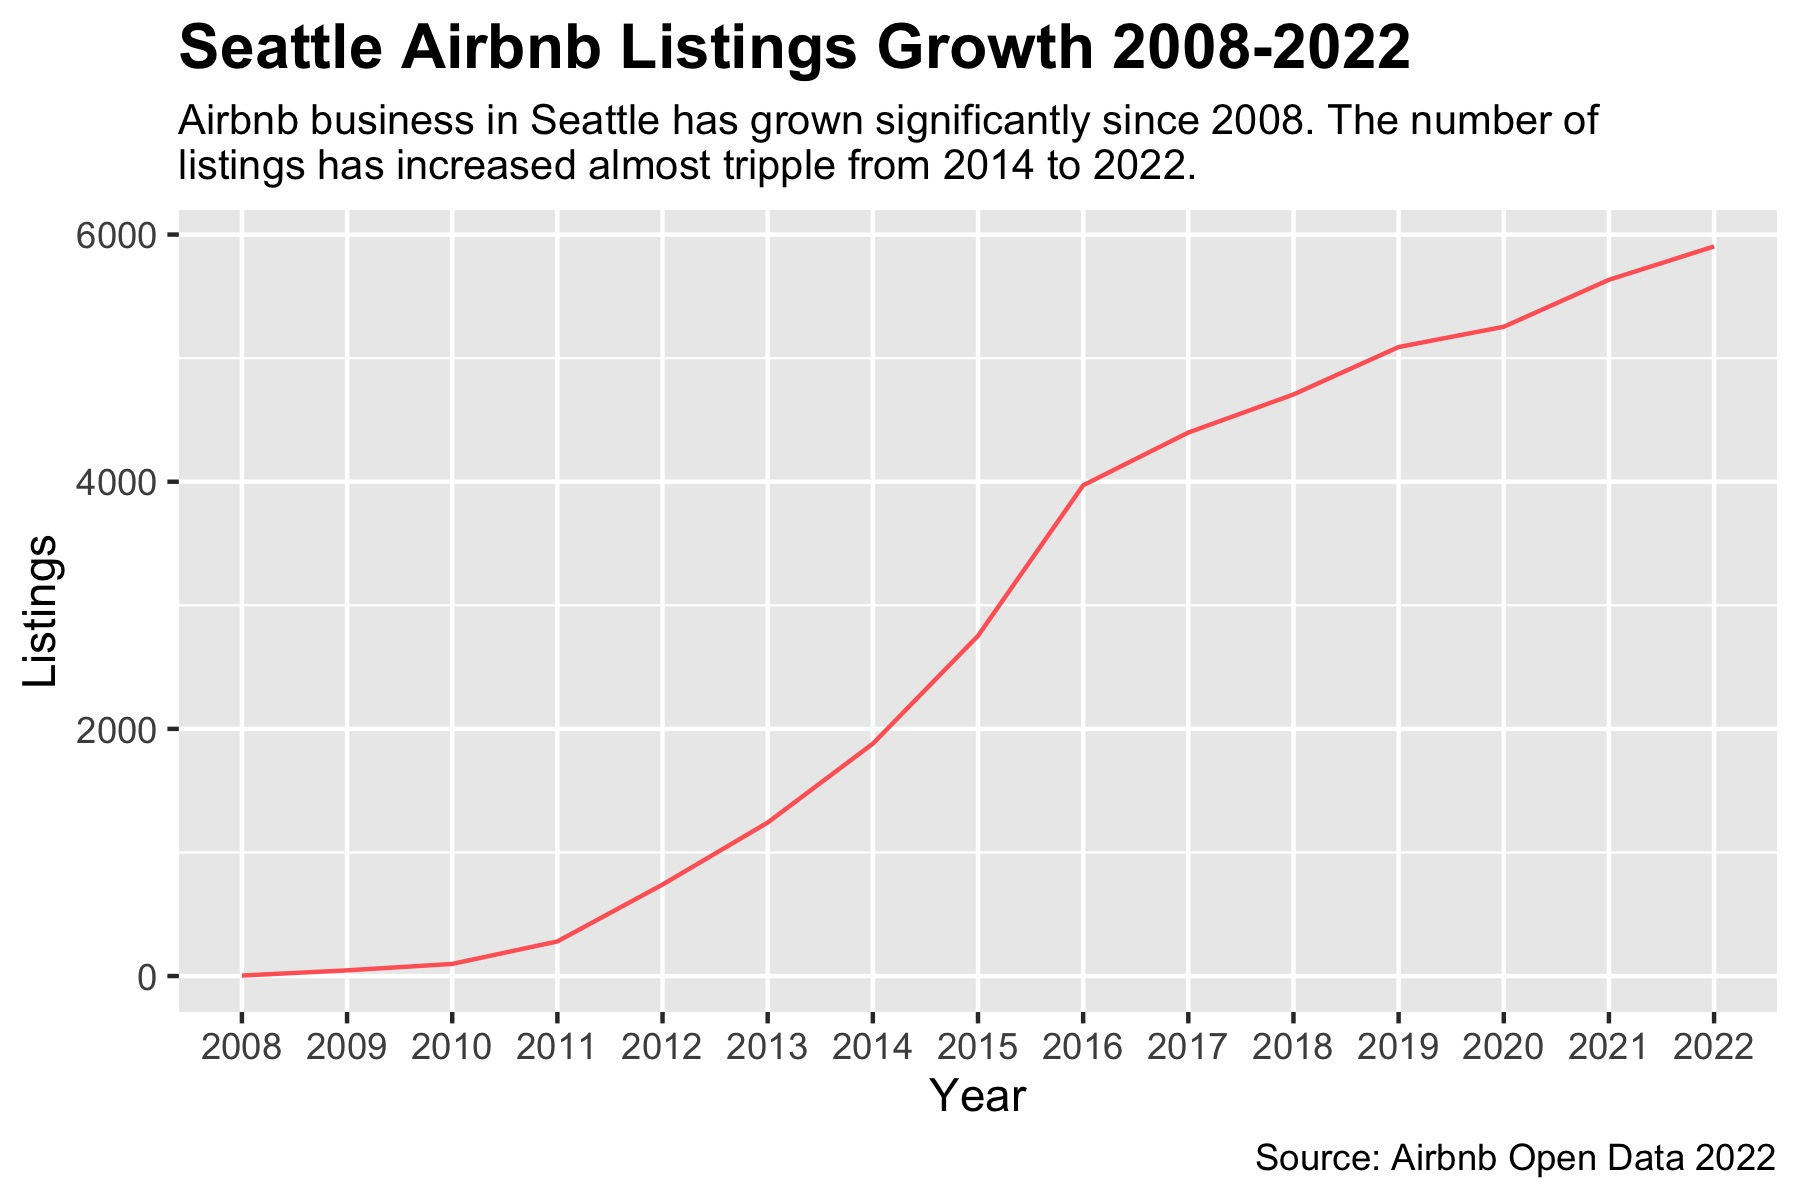 Seattle Airbnb Listings Growth 2008-2022
Airbnb business in Seattle has grown significantly since 2008. The number of
listings has increased almost tripple from 2014 to 2022.
6000
4000
2000
0
Listings
2008 2009 2010 2011 2012 2013 2014 2015 2016 2017 2018 2019 2020 2021 2022
Year
Source: Airbnb Open Data 2022